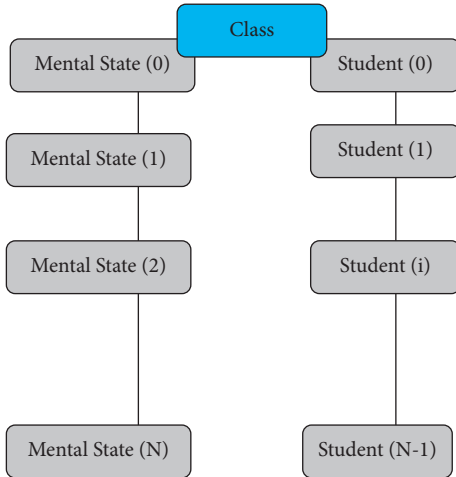 Class
Mental State (0)
Student (0)
Mental State (1)
Student (1)
Mental State (2)
Student (i)
Mental State (N)
Student (N-1)